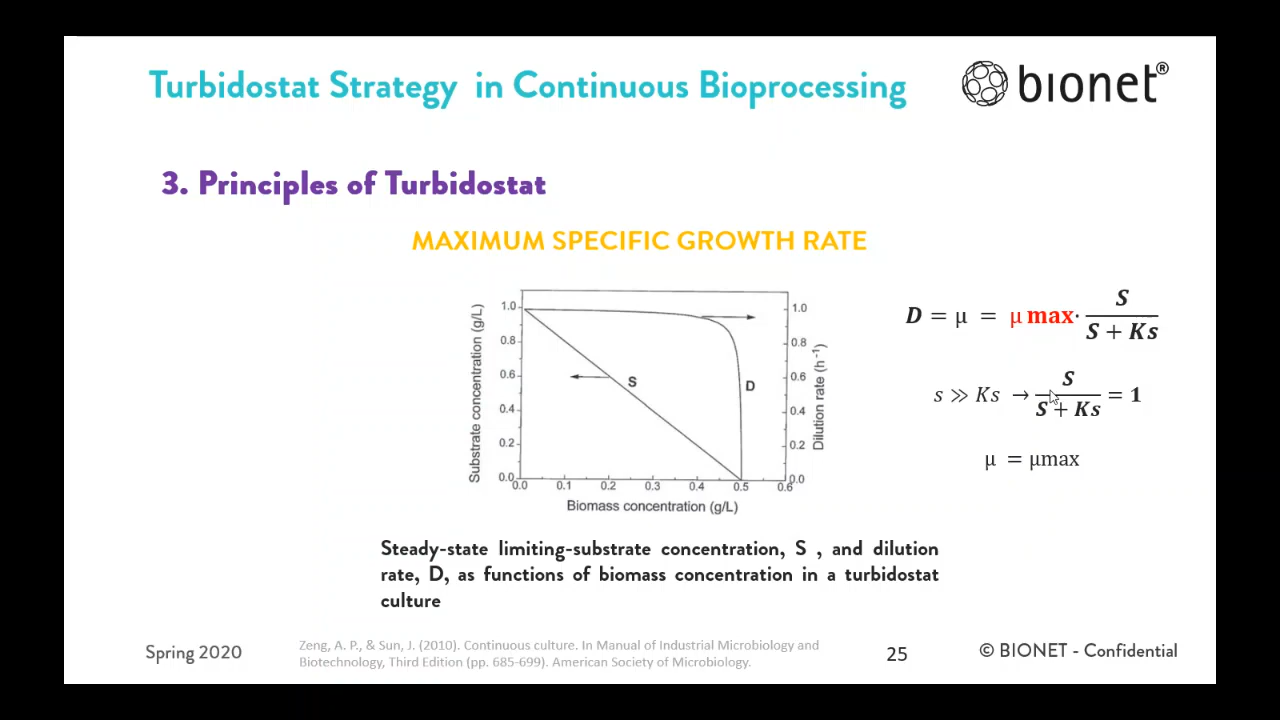 Turbidostat Strategy in Continuous Bioprocessing
bıonet®
3. Principles of Turbidostat
MAXIMUM SPECIFIC GROWTH RATE
Substrate concentration (g/L)
1.0
0.8
0.6
0.4
0.2
0.0
S
D
1.0
0.8
0.6
0.4
0.2
0.0
Dilution rate (h⁻¹)
0.0 0.1 0.2 0.3 0.4 0.5 0.6
Biomass concentration (g/L)
D = μ = μ max· S / S + Ks
s ≫ Ks → S / S + Ks = 1
μ = μmax
Steady-state limiting-substrate concentration, S , and dilution
rate, D, as functions of biomass concentration in a turbidostat
culture
Spring 2020
Zeng, A. P., & Sun, J. (2010). Continuous culture. In Manual of Industrial Microbiology and
Biotechnology, Third Edition (pp. 685-699). American Society of Microbiology.
25
© BIONET - Confidential